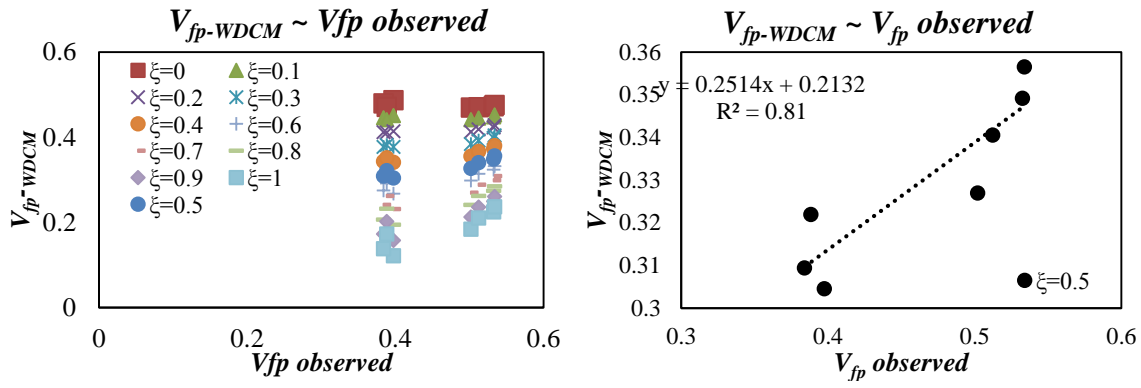 V_fp-WDCM ~ Vfp observed
0.6
0.4
0.2
0
V_fp-WDCM
ξ=0
ξ=0.1
ξ=0.2
ξ=0.3
ξ=0.4
ξ=0.6
ξ=0.7
ξ=0.8
ξ=0.9
ξ=1
ξ=0.5
0
0.2
0.4
0.6
Vfp observed
V_fp-WDCM ~ V_fp observed
0.36
0.35
0.34
0.33
0.32
0.31
0.3
V_fp-WDCM
y = 0.2514x + 0.2132
R² = 0.81
ξ=0.5
0.3
0.4
0.5
0.6
V_fp observed